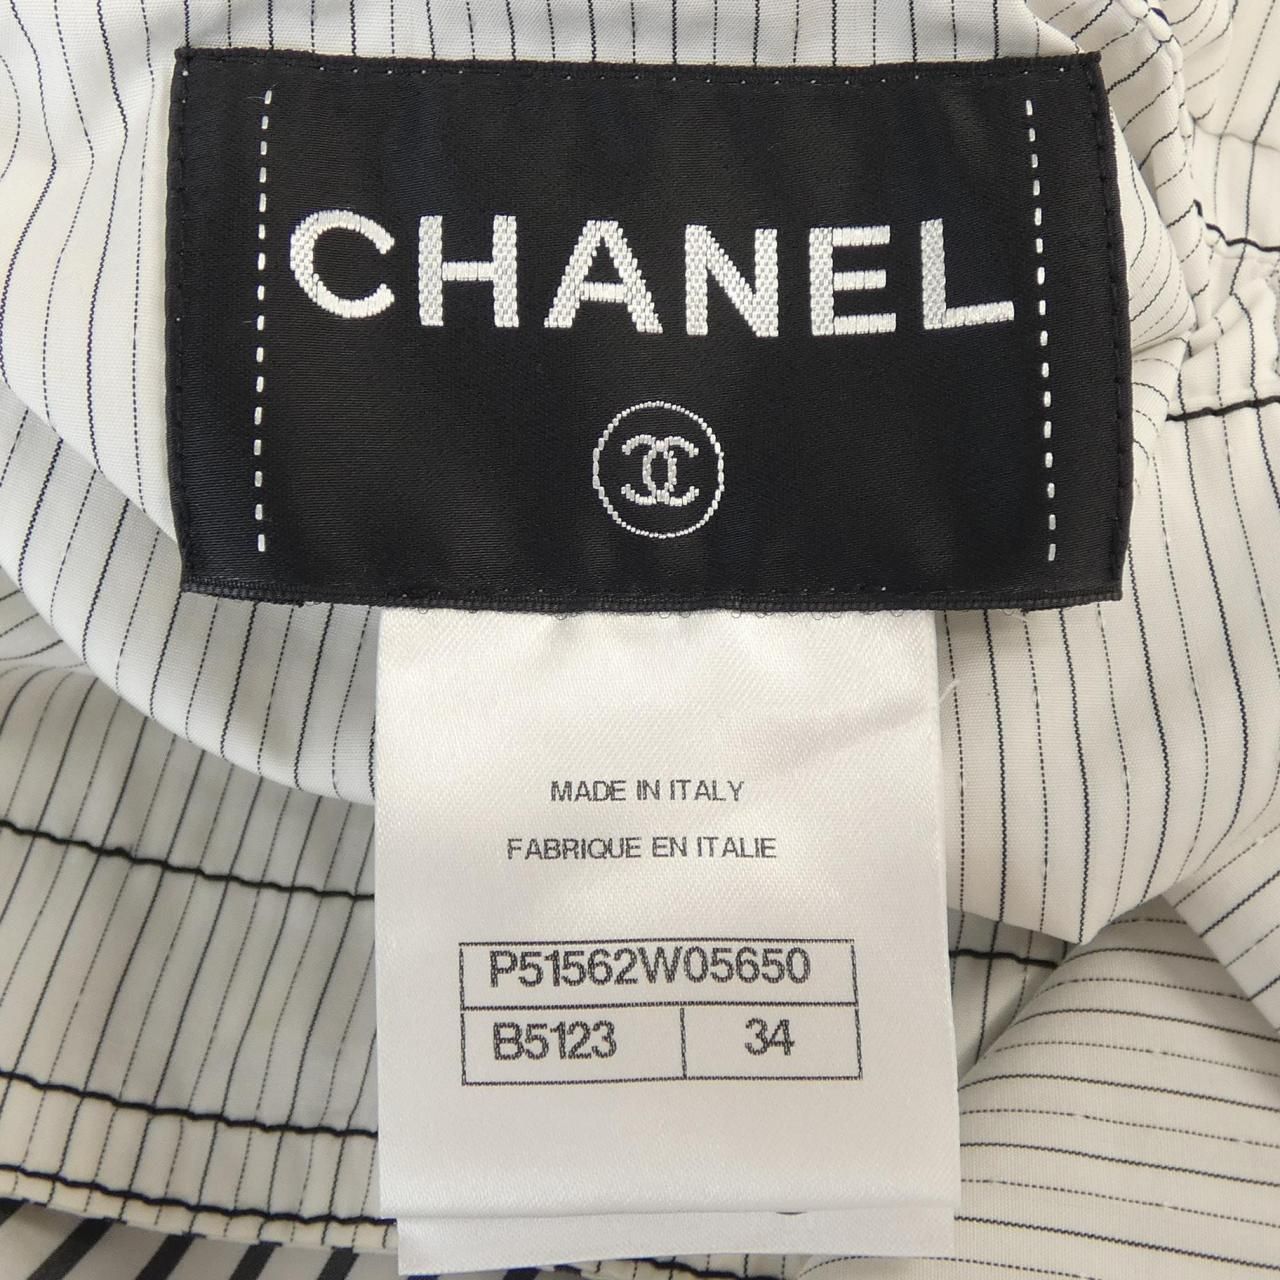 CHANEL
MADE IN ITALY
FABRIQUE EN ITALIE
P51562W05650
B5123 34